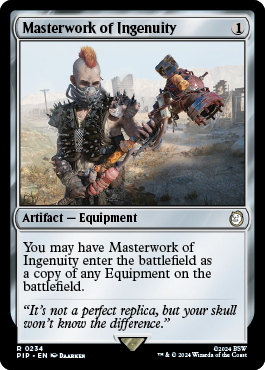 Masterwork of Ingenuity 1
Artifact — Equipment
You may have Masterwork of
Ingenuity enter the battlefield as
a copy of any Equipment on the
battlefield.
“It’s not a perfect replica, but your skull
won’t know the difference.”
R 0234
©2024 BSW
PIP • EN Daarken
™ & © 2024 Wizards of the Coast